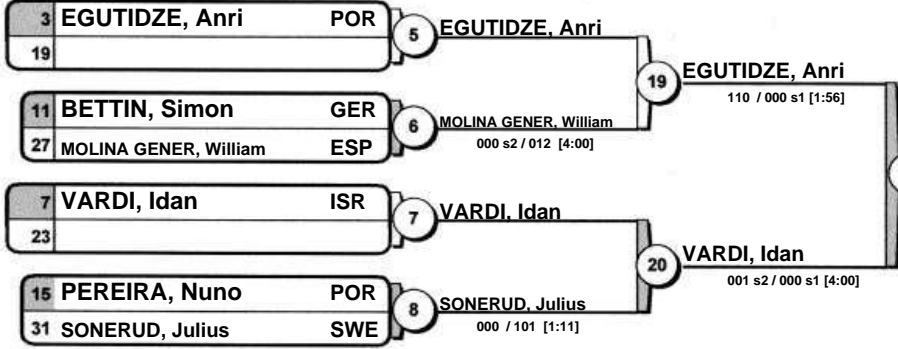 3 EGUTIDZE, Anri POR
19
5
EGUTIDZE, Anri
11 BETTIN, Simon GER
27 MOLINA GENER, William ESP
6
MOLINA GENER, William
000 s2 / 012 [4:00]
19
EGUTIDZE, Anri
110 / 000 s1 [1:56]
7 VARDI, Idan ISR
23
7
VARDI, Idan
15 PEREIRA, Nuno POR
31 SONERUD, Julius SWE
8
SONERUD, Julius
000 / 101 [1:11]
20
VARDI, Idan
001 s2 / 000 s1 [4:00]